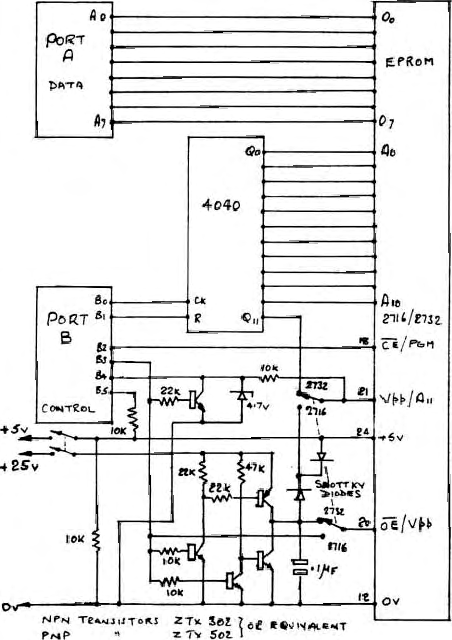 PORT A
DATA
A0
A7
O0
EPROM
O7
Q0
A0
4040
B0
CK
B1
R
Q11
A10
2716/2732
PORT B
B2
18
CE/PGM
B3
B4
10K
B5
22K
4.7V
2732
2716
21
Vpp/A11
CONTROL
10K
+5V
24
+5V
+25V
22K
47K
22K
SHOTTKY
DIODES
2732
20
OE/Vpp
2716
10K
10K
10K
.1µF
0V
12
0V
NPN TRANSISTORS ZTX 302
PNP " ZTX 502
} OR EQUIVALENT